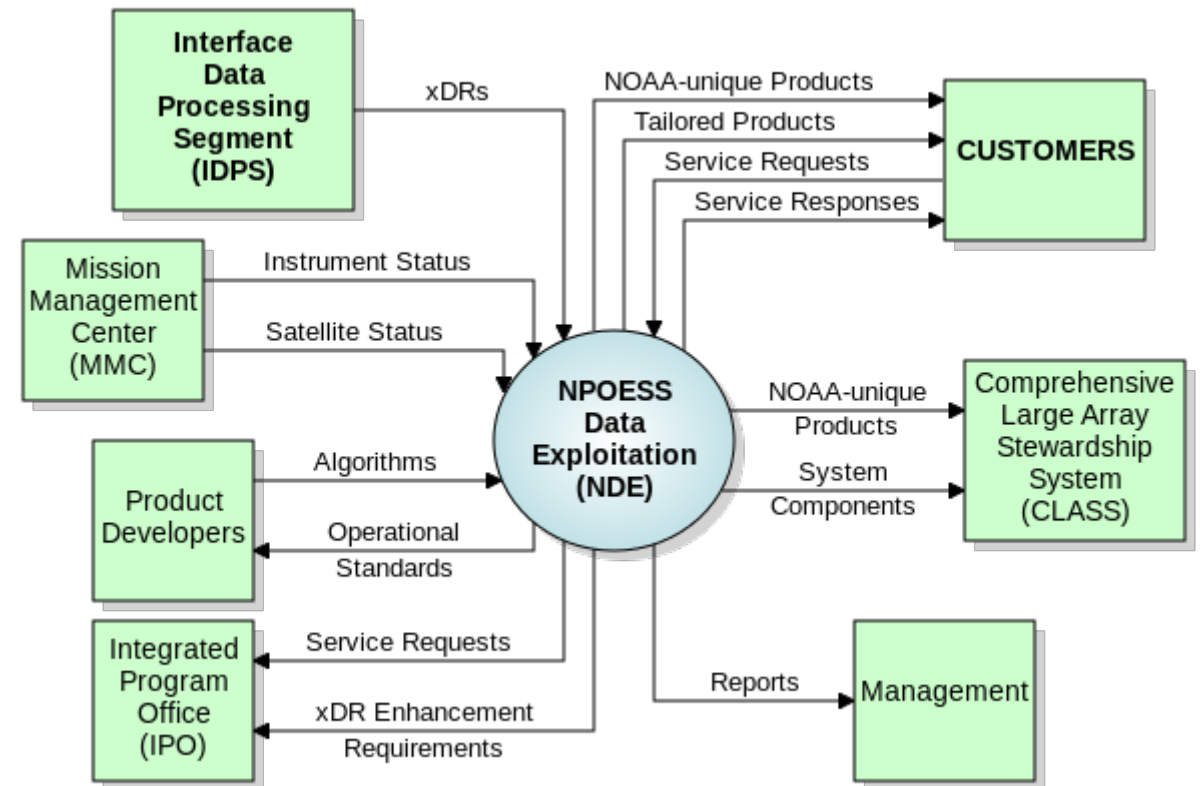 Interface
Data
Processing
Segment
(IDPS)
xDRs
NOAA-unique Products
Tailored Products
Service Requests
Service Responses
CUSTOMERS
Mission
Management
Center
(MMC)
Instrument Status
Satellite Status
NPOESS
Data
Exploitation
(NDE)
NOAA-unique
Products
System
Components
Comprehensive
Large Array
Stewardship
System
(CLASS)
Product
Developers
Algorithms
Operational
Standards
Integrated
Program
Office
(IPO)
Service Requests
xDR Enhancement
Requirements
Reports
Management